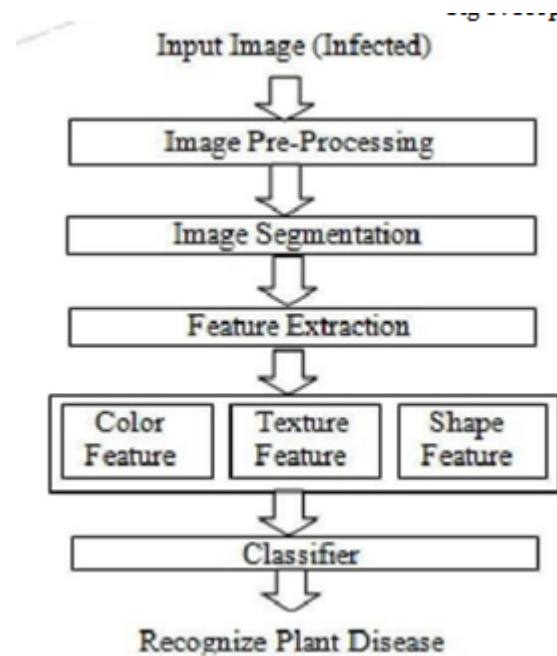 Input Image (Infected)
Image Pre-Processing
Image Segmentation
Feature Extraction
Color
Feature
Texture
Feature
Shape
Feature
Classifier
Recognize Plant Disease